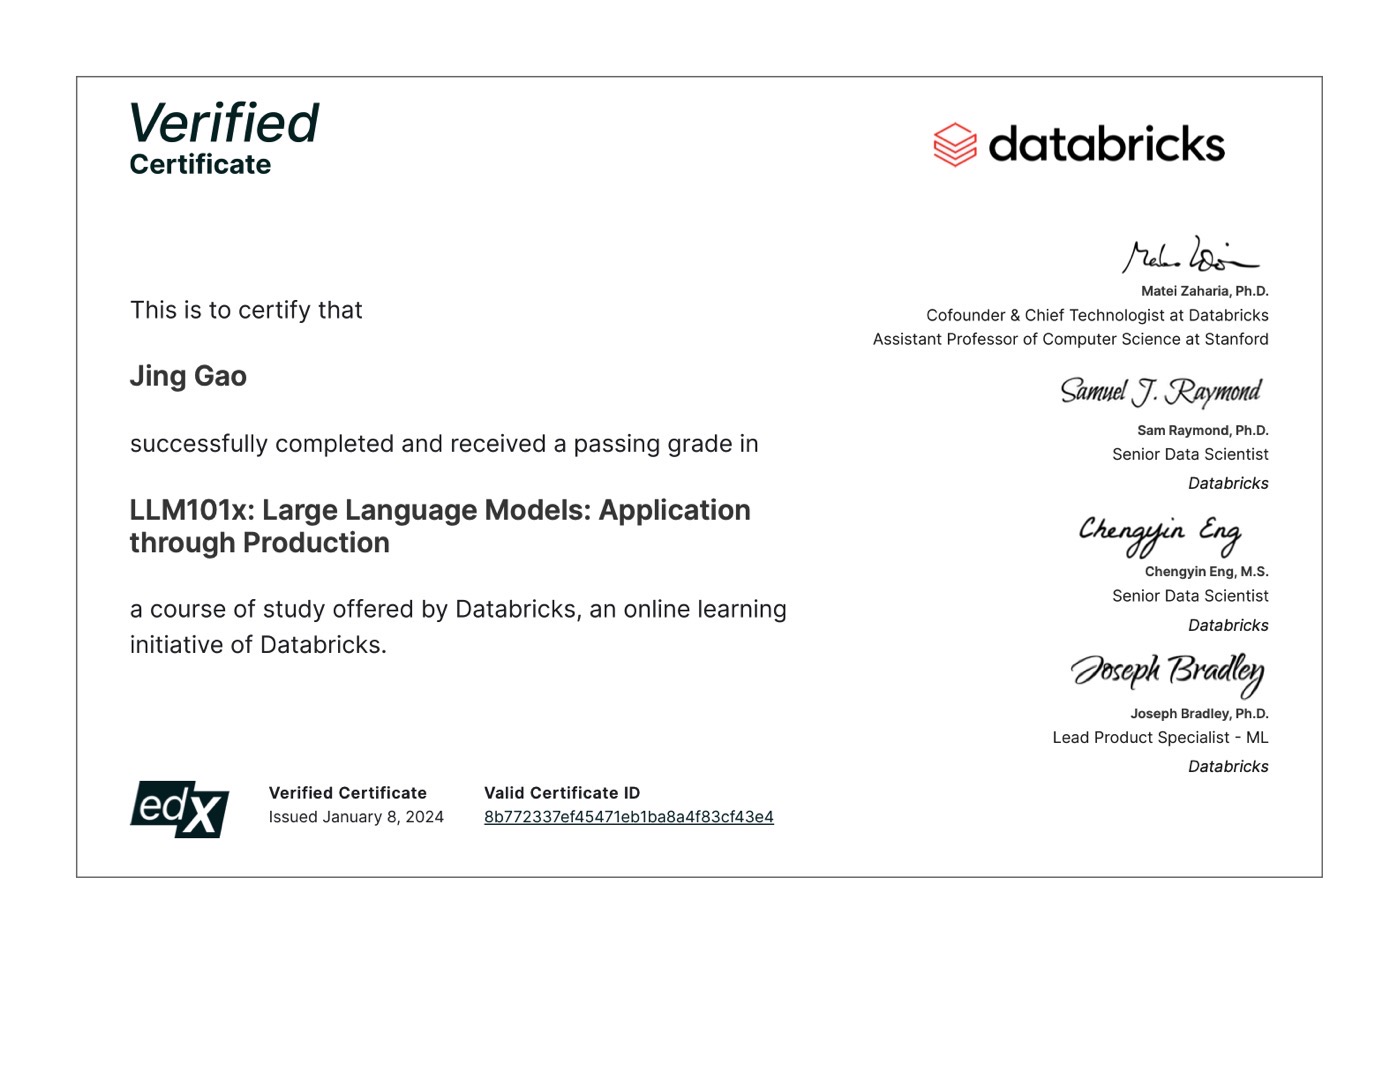 Verified
Certificate
databricks
This is to certify that
Jing Gao
successfully completed and received a passing grade in
LLM101x: Large Language Models: Application
through Production
a course of study offered by Databricks, an online learning
initiative of Databricks.
Matei Zaharia, Ph.D.
Cofounder & Chief Technologist at Databricks
Assistant Professor of Computer Science at Stanford
Samuel J. Raymond
Sam Raymond, Ph.D.
Senior Data Scientist
Databricks
Chengyin Eng
Chengyin Eng, M.S.
Senior Data Scientist
Databricks
Joseph Bradley
Joseph Bradley, Ph.D.
Lead Product Specialist - ML
Databricks
edX
Verified Certificate
Issued January 8, 2024
Valid Certificate ID
8b772337ef45471eb1ba8a4f83cf43e4